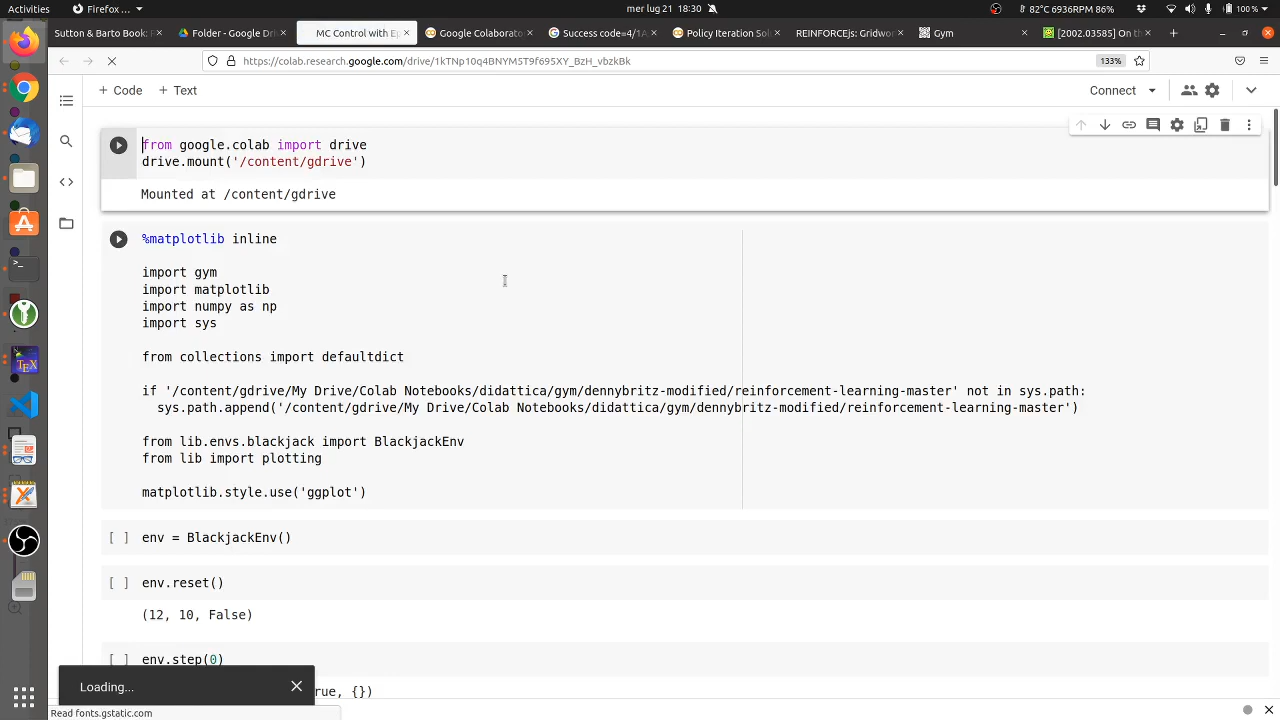 Activities Firefox ... mer lug 21 18:30 82°C 6936RPM 86% 100%
Sutton & Barto Book: R Folder - Google Dri MC Control with Ep Google Colaborato access code=4/1A Policy Iteration Sol REINFORCEjs: Gridwor Gym [2002.03585] On th
https://colab.research.google.com/drive/1kTNp10q4BNYM5T9f695XY_BzH_vbzkBk 133%
+ Code + Text Connect
from google.colab import drive
drive.mount('/content/gdrive')
Mounted at /content/gdrive
%matplotlib inline
import gym
import matplotlib
import numpy as np
import sys
from collections import defaultdict
if '/content/gdrive/My Drive/Colab Notebooks/didattica/gym/dennybritz-modified/reinforcement-learning-master' not in sys.path:
sys.path.append('/content/gdrive/My Drive/Colab Notebooks/didattica/gym/dennybritz-modified/reinforcement-learning-master')
from lib.envs.blackjack import BlackjackEnv
from lib import plotting
matplotlib.style.use('ggplot')
[ ] env = BlackjackEnv()
[ ] env.reset()
(12, 10, False)
[ ] env.step(0)
rue, {})
Loading...
Read fonts.gstatic.com